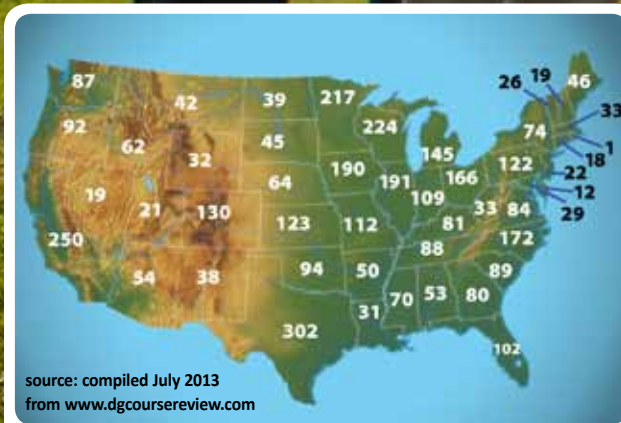 87 42 39 217 26 19 46
92 62 45 224 74 33
32 145 1
19 21 130 64 190 191 109 166 122 22 18
12
250 123 112 81 33 84 29
54 38 94 50 88 172
31 70 53 80 89
302
102
source: compiled July 2013
from www.dgcoursereview.com